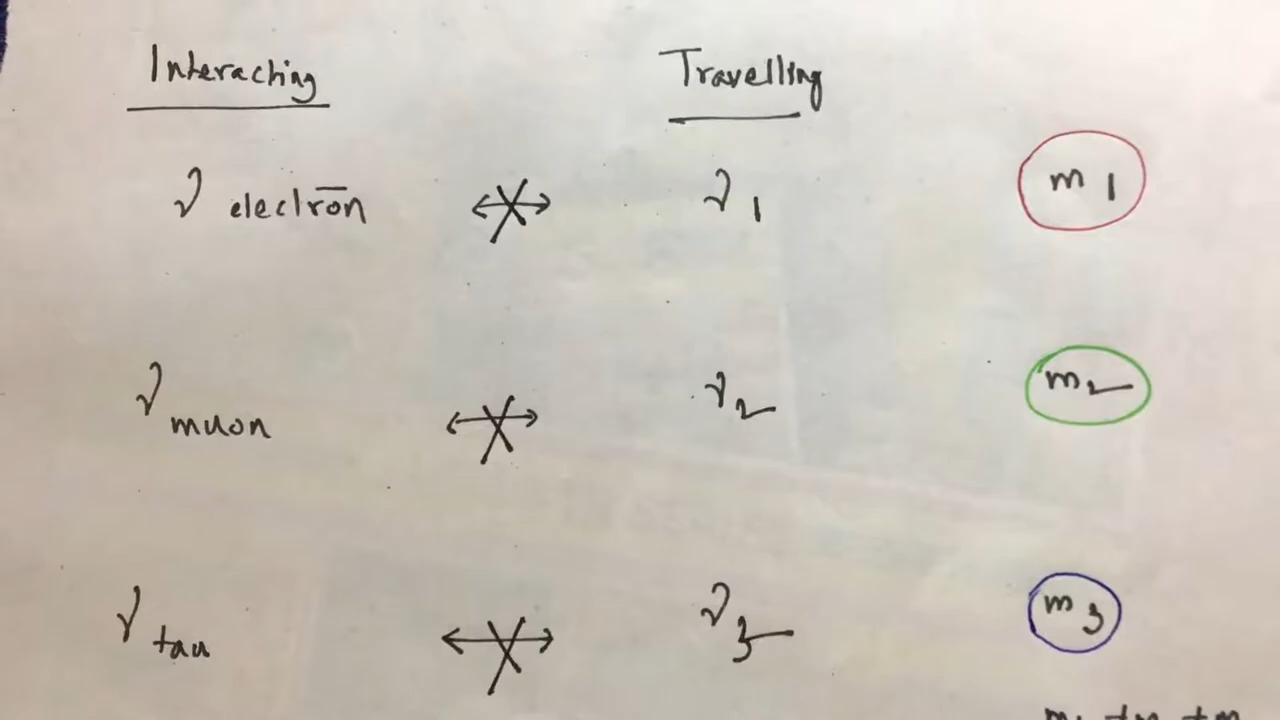 Interacting Travelling
ν electron ↔ ν 1 m 1
ν muon ↔ ν 2 m 2
ν tau ↔ ν 3 m 3